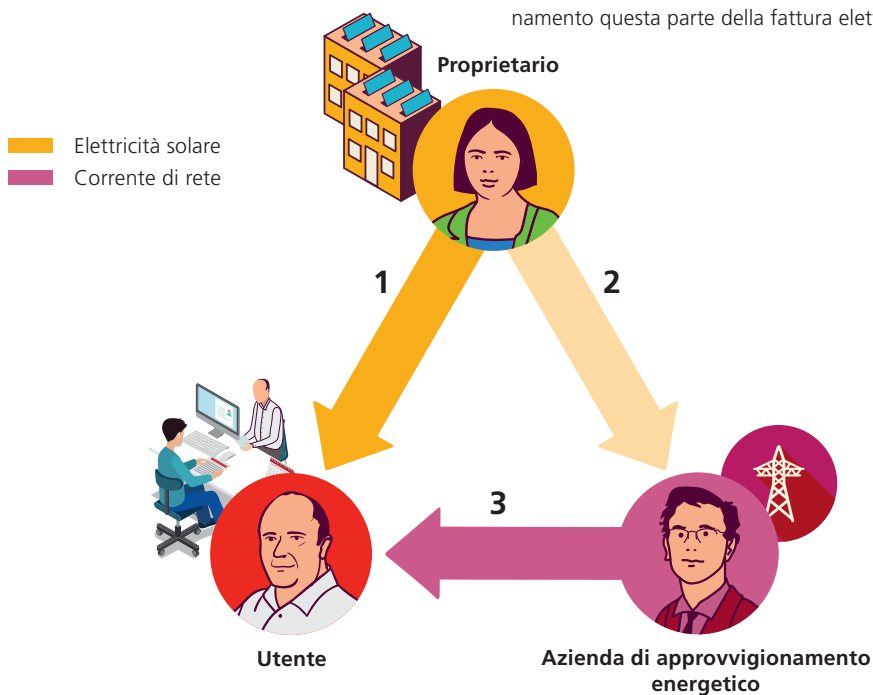 namento questa parte della fattura elet
Proprietario
Elettricità solare
Corrente di rete
1
2
3
Utente
Azienda di approvvigionamento
energetico